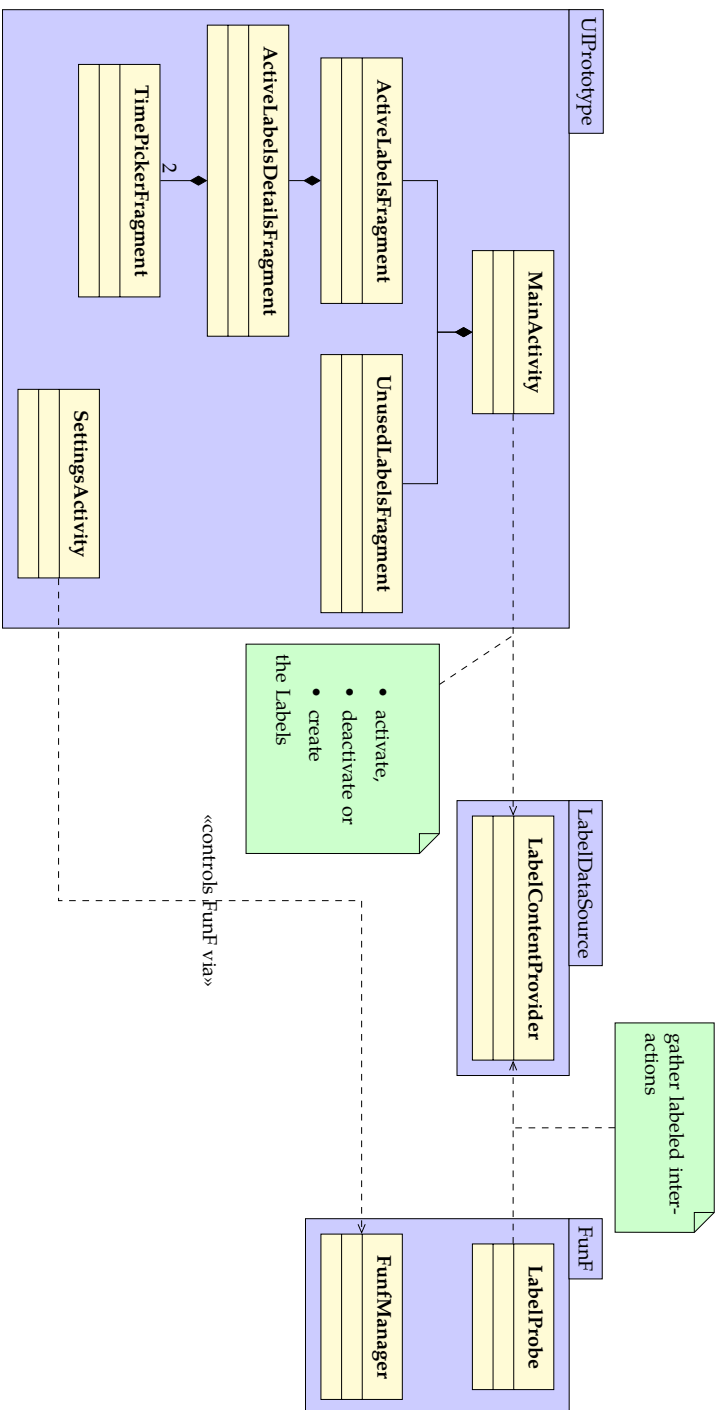 UIPrototype
MainActivity
ActiveLabelsFragment
UnusedLabelsFragment
ActiveLabelsDetailsFragment
2
TimePickerFragment
SettingsActivity
• activate,
• deactivate or
• create
the Labels
LabelDataSource
LabelContentProvider
gather labeled inter-
actions
«controls FunF via»
FunF
LabelProbe
FunfManager